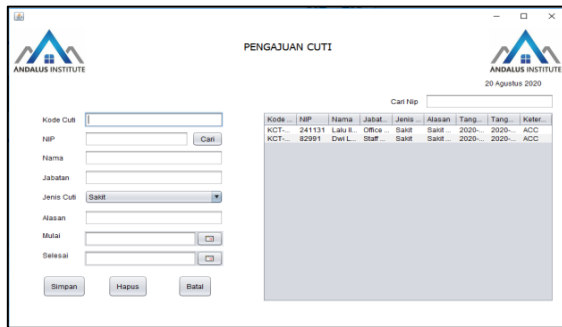 ANDALUS INSTITUTE
PENGAJUAN CUTI
ANDALUS INSTITUTE
20 Agustus 2020
Cari Nip
Kode Cuti
NIP
Cari
Nama
Jabatan
Jenis Cuti
Sakit
Alasan
Mulai
Selesai
Simpan Hapus Batal
Kode ... NIP Nama Jabat... Jenis ... Alasan Tang... Tang... Keter...
KCT-... 241131 Lalu Il... Office ... Sakit Sakit ... 2020-... 2020-... ACC
KCT-... 82991 Dwi L... Staff ... Sakit Sakit ... 2020-... 2020-... ACC